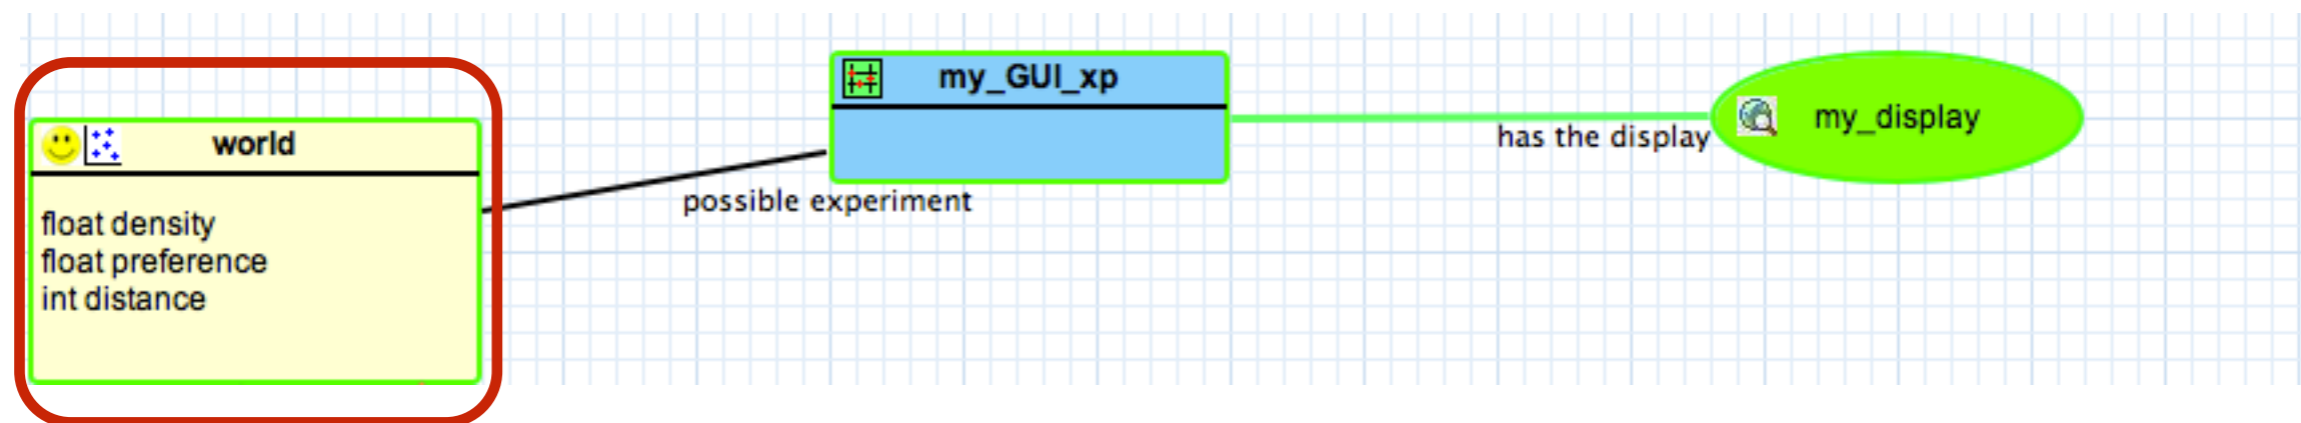 world
float density
float preference
int distance
possible experiment
my_GUI_xp
has the display
my_display